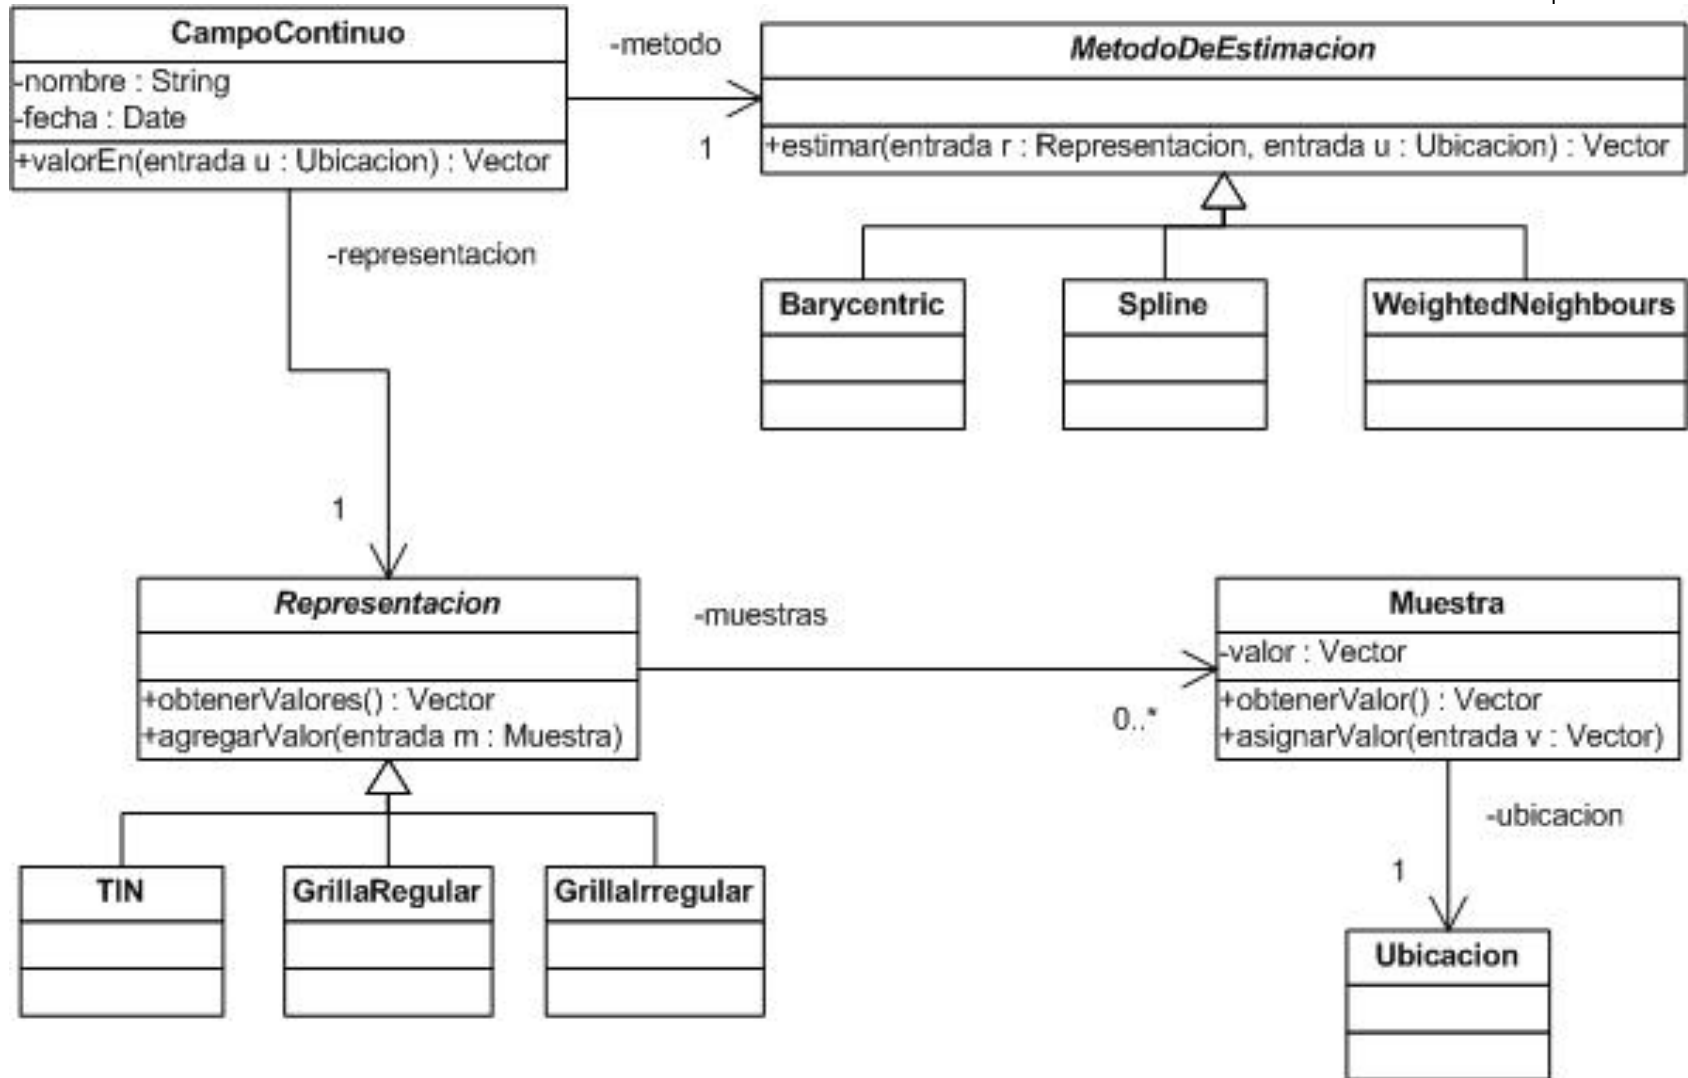 CampoContinuo
-nombre : String
-fecha : Date
+valorEn(entrada u : Ubicacion) : Vector
-metodo
1
MetodoDeEstimacion
+estimar(entrada r : Representacion, entrada u : Ubicacion) : Vector
Barycentric
Spline
WeightedNeighbours
-representacion
1
Representacion
+obtenerValores() : Vector
+agregarValor(entrada m : Muestra)
-muestras
0..*
Muestra
-valor : Vector
+obtenerValor() : Vector
+asignarValor(entrada v : Vector)
TIN
GrillaRegular
GrillaIrregular
-ubicacion
1
Ubicacion